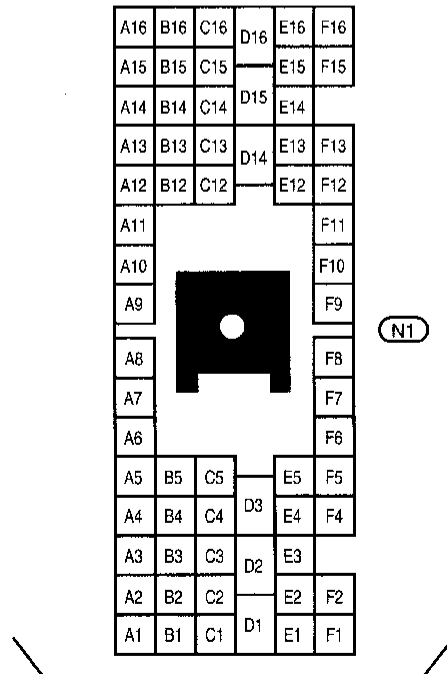 A16 B16 C16 D16 E16 F16
A15 B15 C15 D15 E15 F15
A14 B14 C14 E14
A13 B13 C13 D14 E13 F13
A12 B12 C12 E12 F12
A11 F11
A10 F10
A9 F9
N1
A8 F8
A7 F7
A6 F6
A5 B5 C5 E5 F5
A4 B4 C4 D3 E4 F4
A3 B3 C3 D2 E3
A2 B2 C2 E2 F2
A1 B1 C1 D1 E1 F1